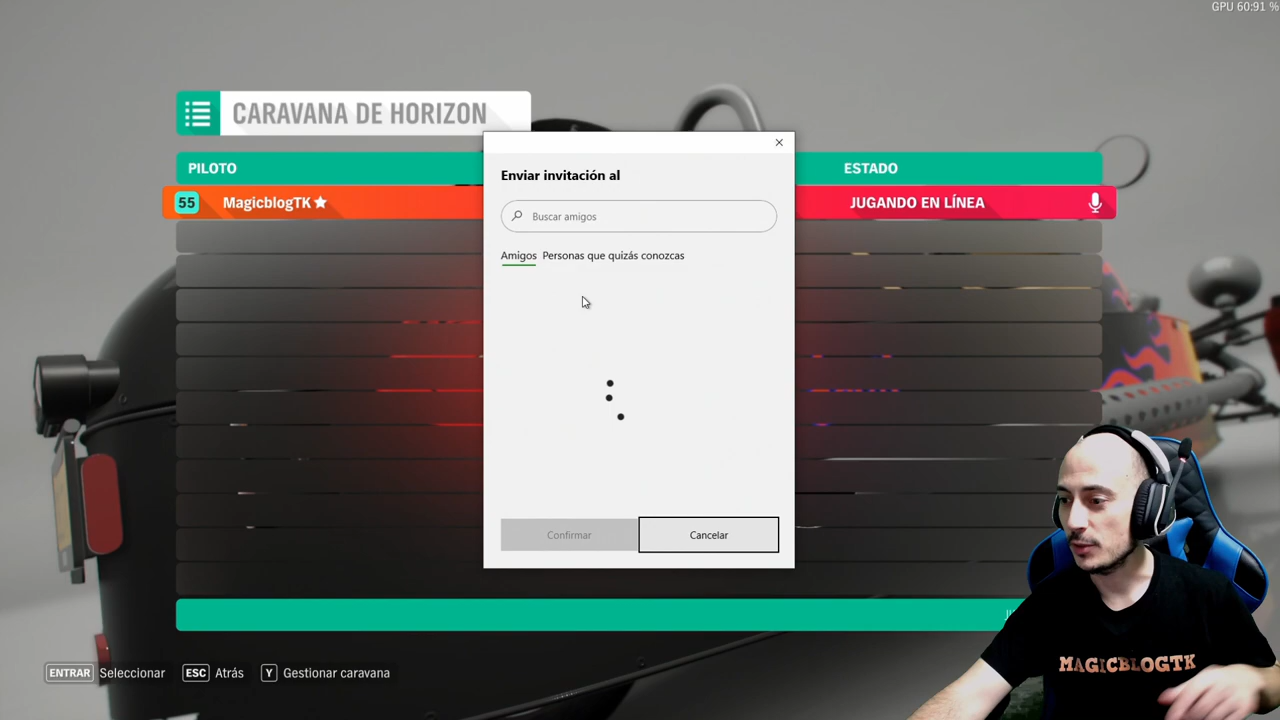 GPU 60:91 %
CARAVANA DE HORIZON
PILOTO
ESTADO
55 MagicblogTK
JUGANDO EN LÍNEA
Enviar invitación al
Buscar amigos
Amigos Personas que quizás conozcas
Confirmar Cancelar
ENTRAR Seleccionar ESC Atrás Y Gestionar caravana
MAGICBLOGTK